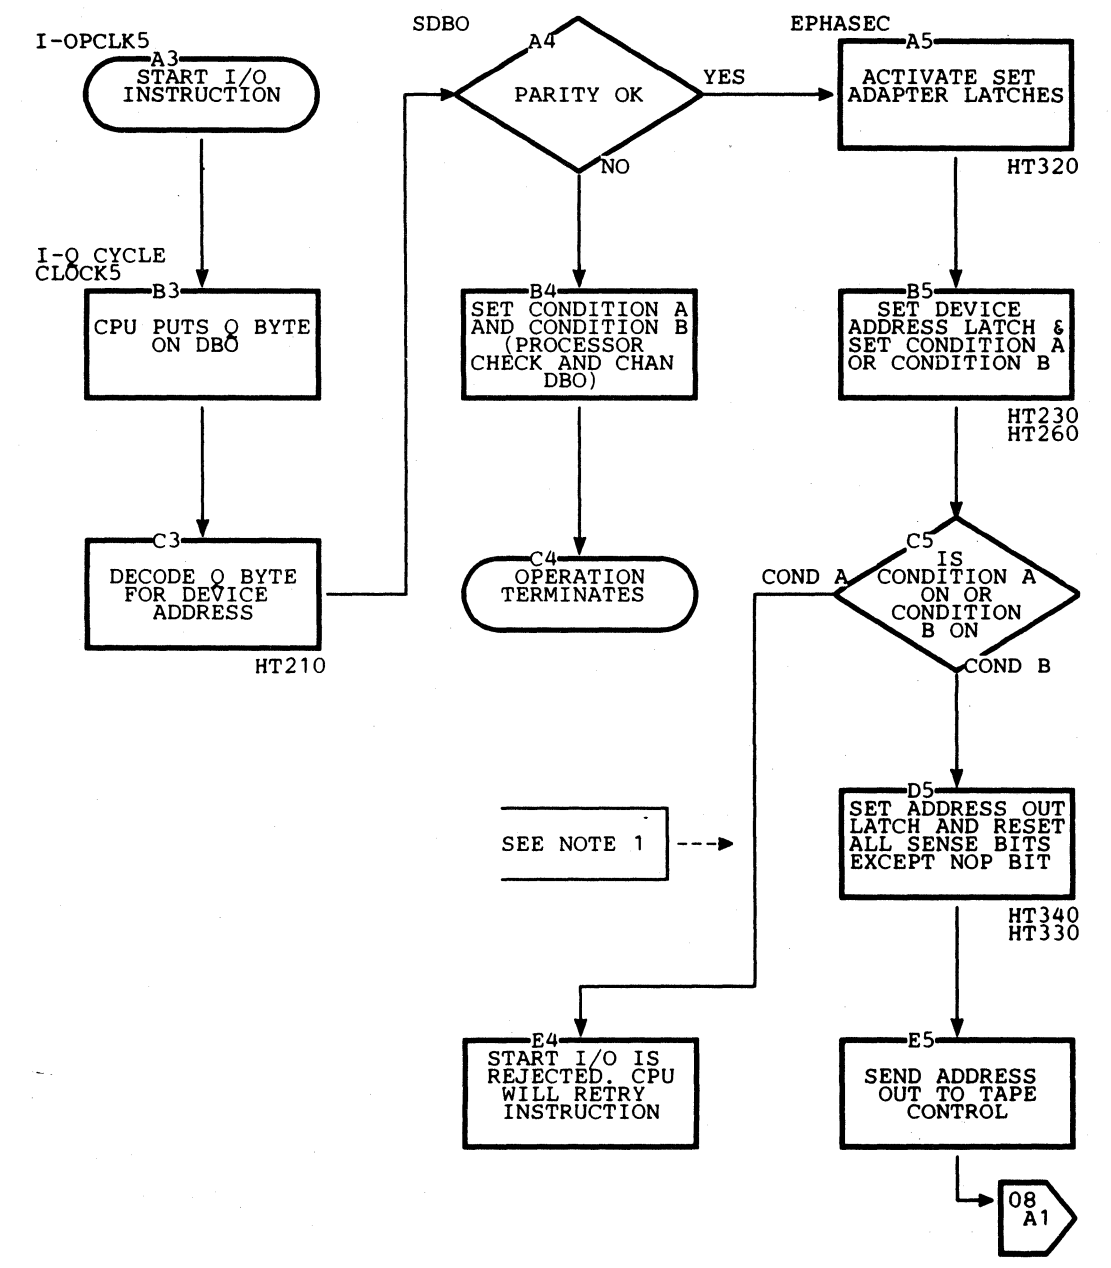 I-OPCLK5
A3
START I/O
INSTRUCTION
I-Q CYCLE
CLOCK5
B3
CPU PUTS Q BYTE
ON DBO
C3
DECODE Q BYTE
FOR DEVICE
ADDRESS
HT210
SDBO
A4
PARITY OK
YES
NO
B4
SET CONDITION A
AND CONDITION B
(PROCESSOR
CHECK AND CHAN
DBO)
C4
OPERATION
TERMINATES
EPHASEC
A5
ACTIVATE SET
ADAPTER LATCHES
HT320
B5
SET DEVICE
ADDRESS LATCH &
SET CONDITION A
OR CONDITION B
HT230
HT260
C5
IS
CONDITION A
ON OR
CONDITION
B ON
COND A
COND B
SEE NOTE 1
D5
SET ADDRESS OUT
LATCH AND RESET
ALL SENSE BITS
EXCEPT NOP BIT
HT340
HT330
E4
START I/O IS
REJECTED. CPU
WILL RETRY
INSTRUCTION
E5
SEND ADDRESS
OUT TO TAPE
CONTROL
08
A1